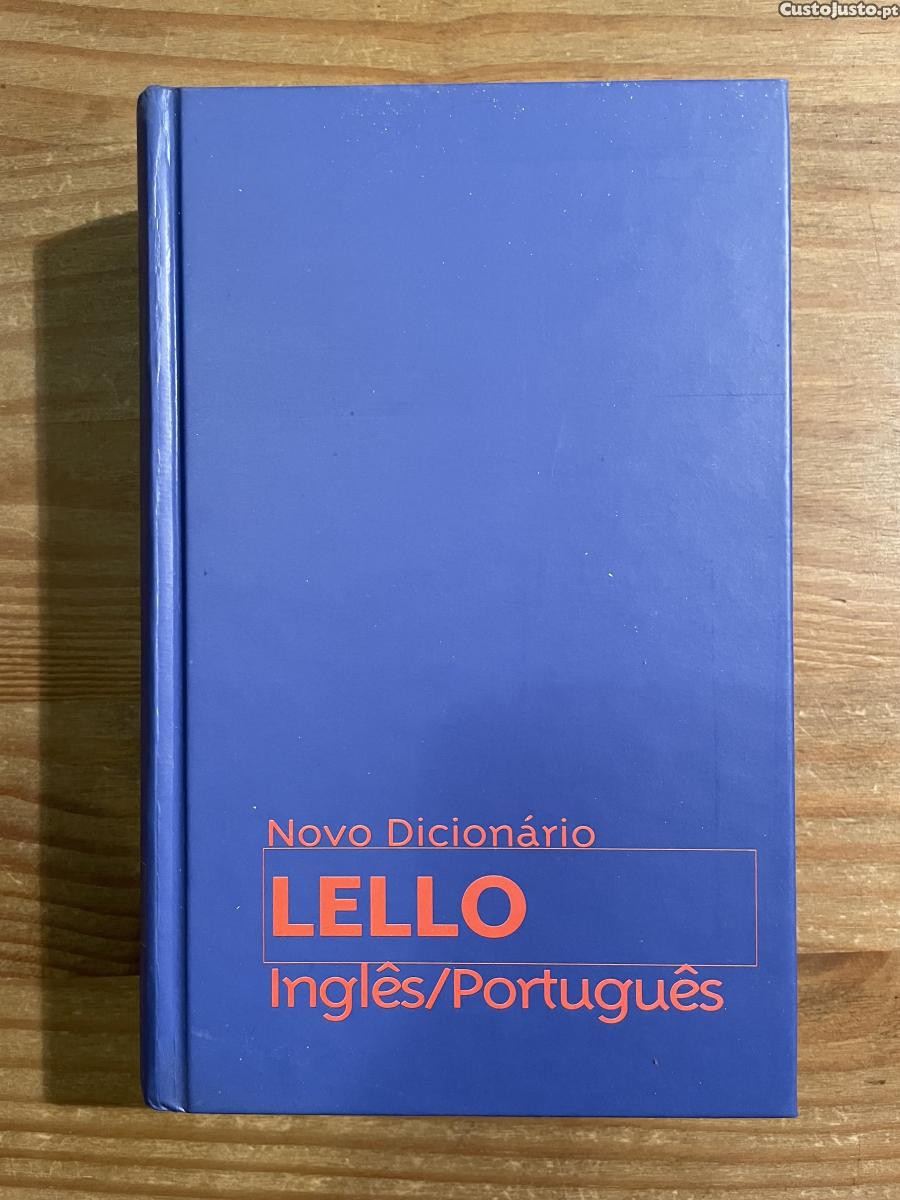 CustoJusto.pt
Novo Dicionário
LELLO
Inglês/Português